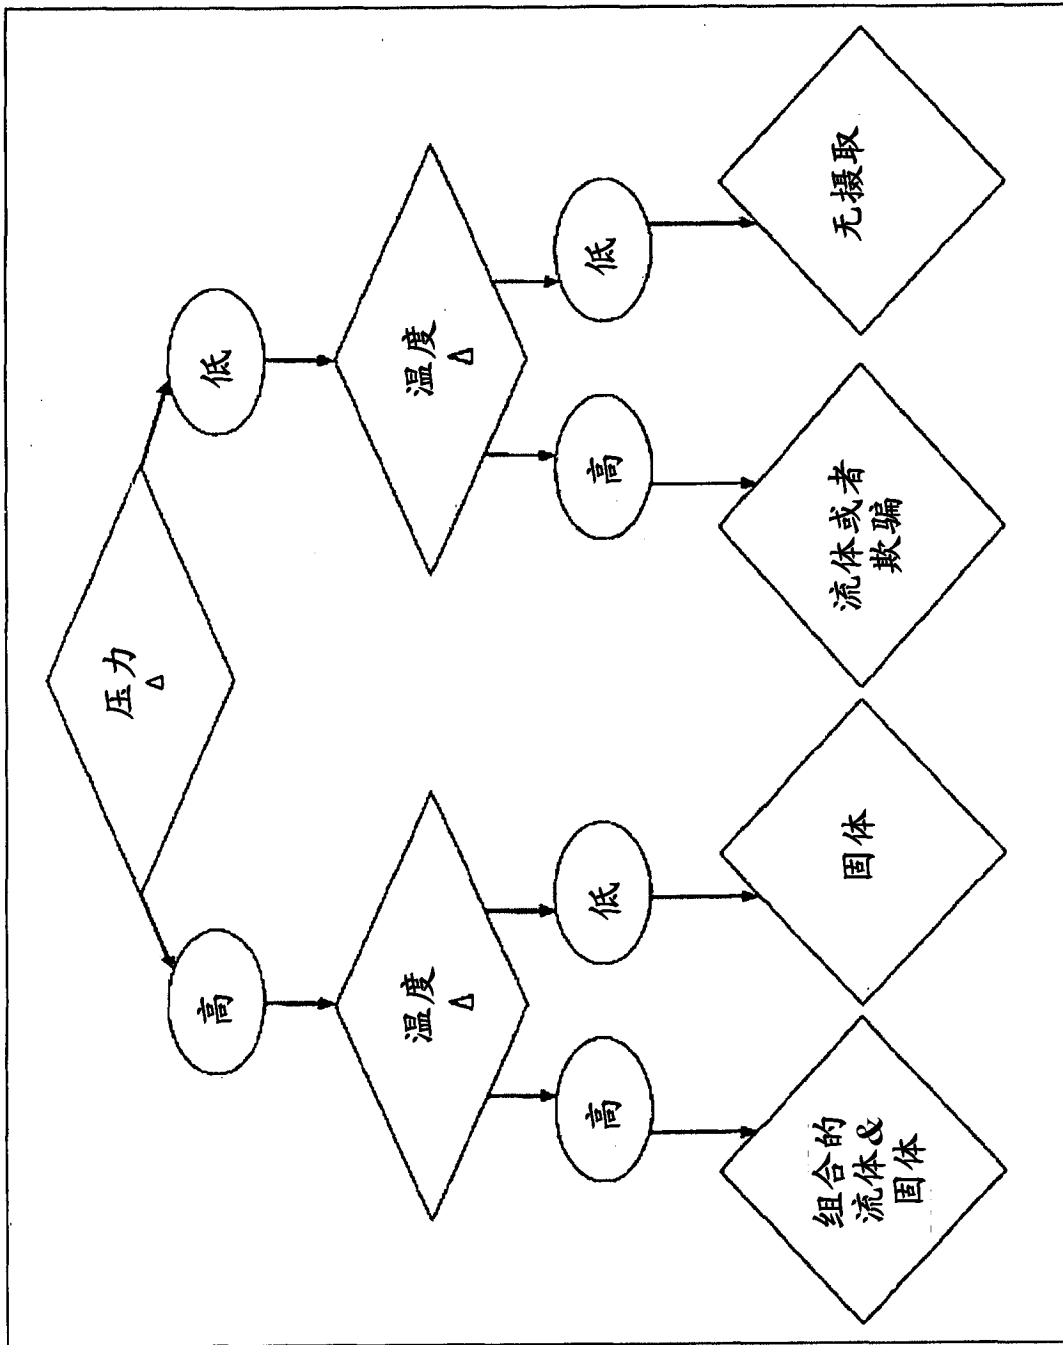 压力
Δ
高
低
温度
Δ
温度
Δ
高
低
高
低
组合的
流体&
固体
固体
流体或者
欺骗
无摄取